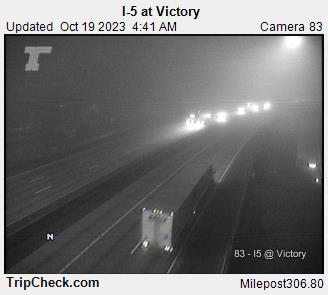 I-5 at Victory
Updated Oct 19 2023 4:41 AM Camera 83
T
N
83 - I5 @ Victory
TripCheck.com Milepost306.80